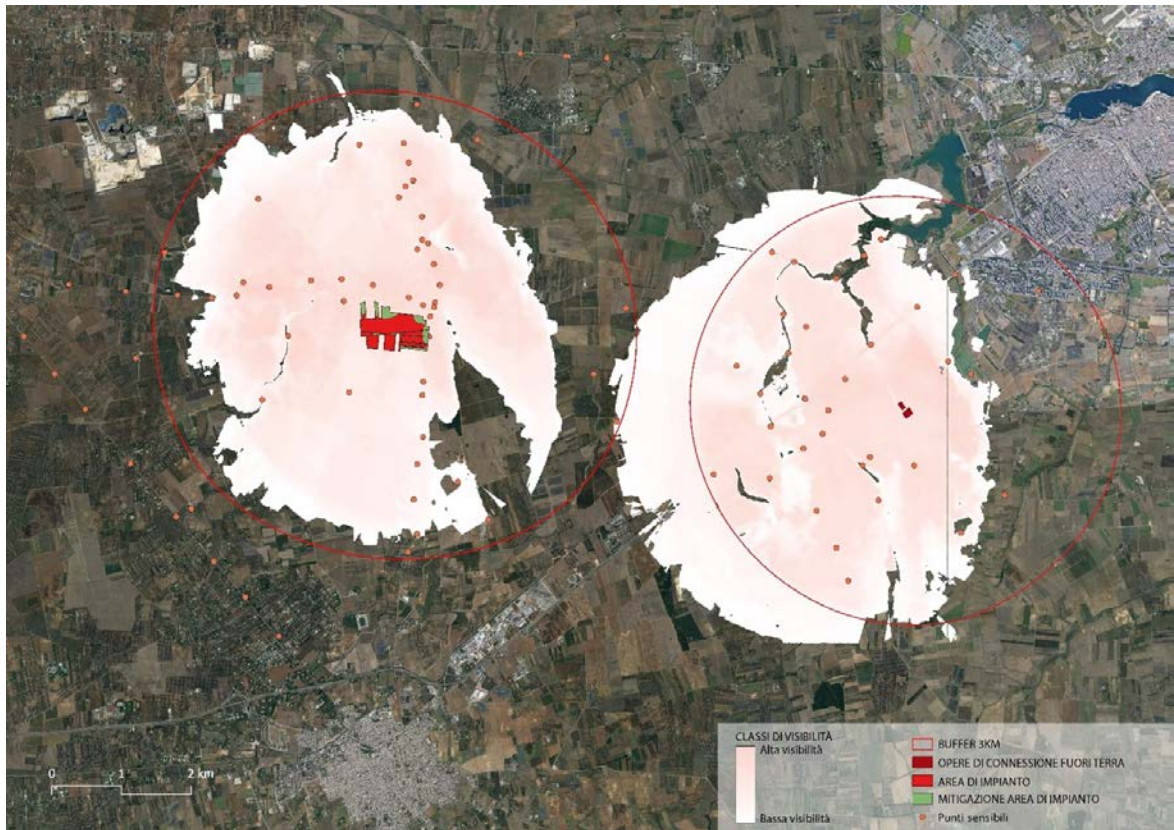 CLASSI DI VISIBILITÀ
Alta visibilità
Bassa visibilità
BUFFER 3KM
OPERE DI CONNESSIONE FUORI TERRA
AREA DI IMPIANTO
MITIGAZIONE AREA DI IMPIANTO
Punti sensibili
0 1 2 km